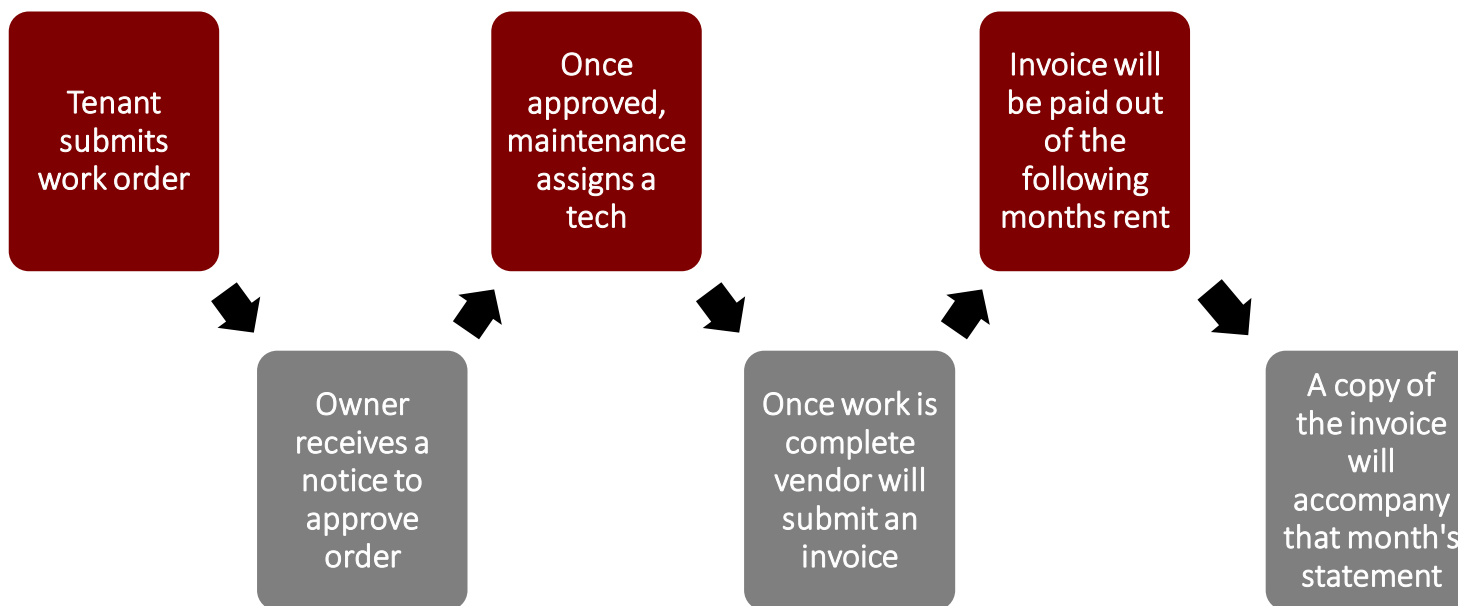 Tenant
submits
work order
Owner
receives a
notice to
approve
order
Once
approved,
maintenance
assigns a
tech
Once work is
complete
vendor will
submit an
invoice
Invoice will
be paid out
of the
following
months rent
A copy of
the invoice
will
accompany
that month's
statement